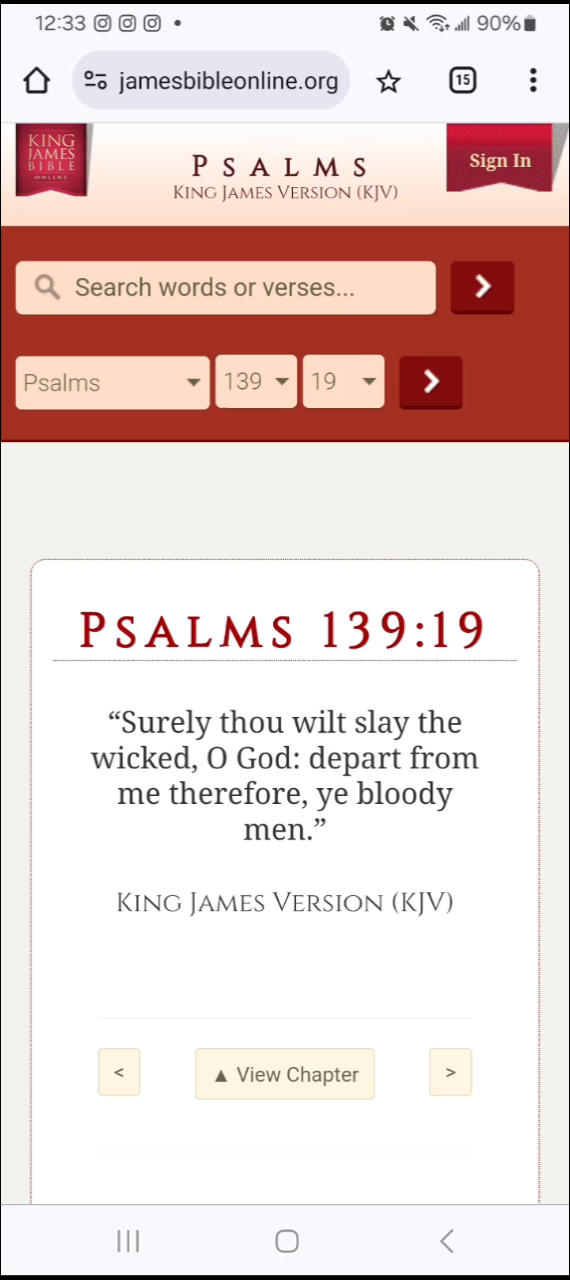 12:33
90%
jamesbibleonline.org
15
KING
JAMES
BIBLE
ONLINE
PSALMS
KING JAMES VERSION (KJV)
Sign In
Search words or verses...
Psalms
139
19
PSALMS 139:19
“Surely thou wilt slay the
wicked, O God: depart from
me therefore, ye bloody
men.”
KING JAMES VERSION (KJV)
<
▲ View Chapter
>